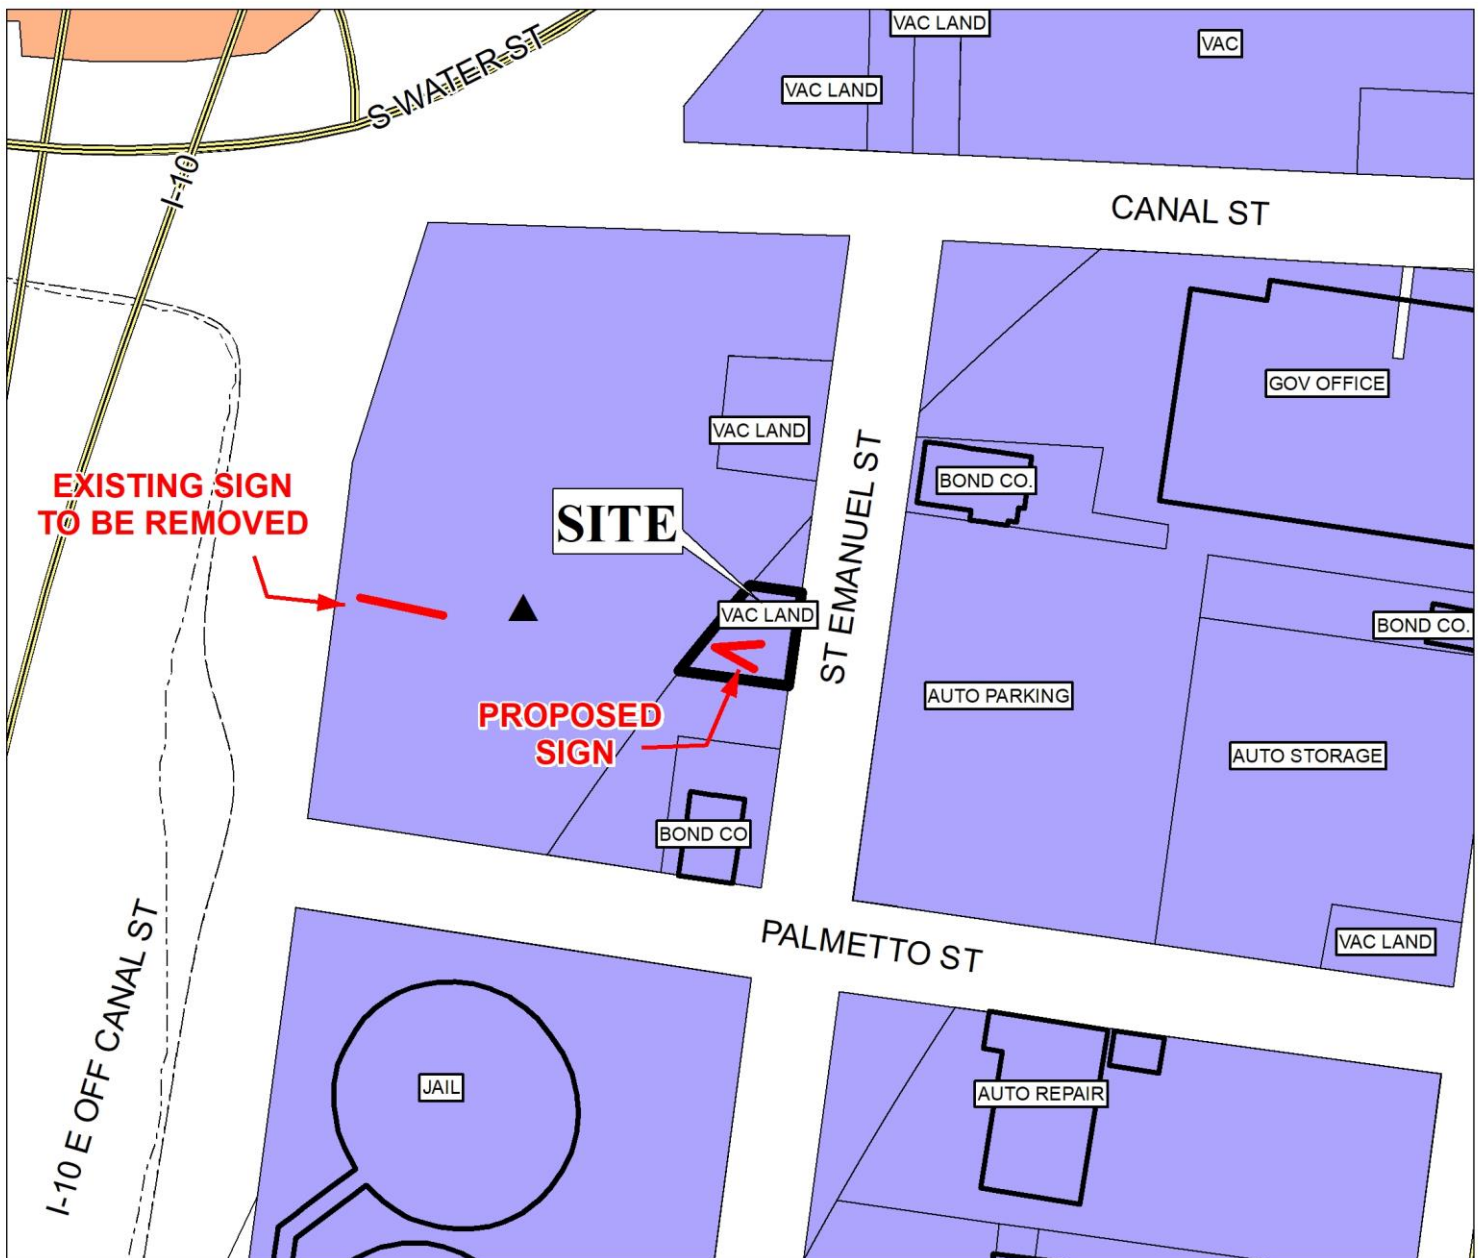 VAC LAND
VAC
S WATER ST
VAC LAND
I-10
CANAL ST
GOV OFFICE
VAC LAND
BOND CO.
EXISTING SIGN
TO BE REMOVED
SITE
ST EMANUEL ST
VAC LAND
BOND CO.
AUTO PARKING
PROPOSED
SIGN
AUTO STORAGE
BOND CO
PALMETTO ST
VAC LAND
I-10 E OFF CANAL ST
JAIL
AUTO REPAIR